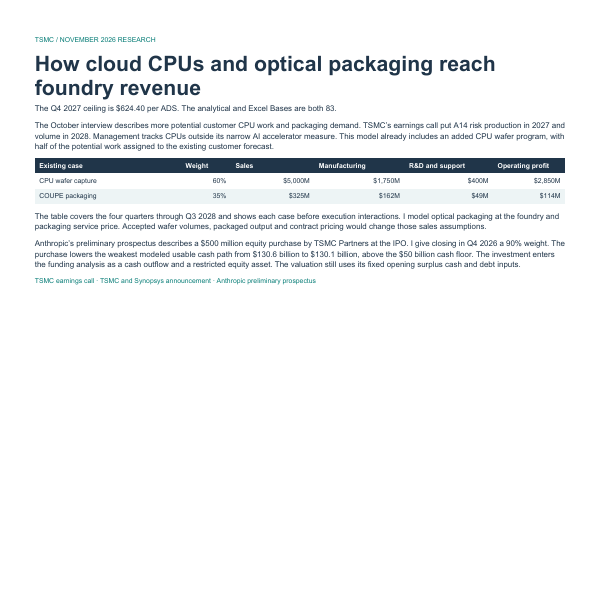 TSMC / NOVEMBER 2026 RESEARCH
How cloud CPUs and optical packaging reach
foundry revenue
The Q4 2027 ceiling is $624.40 per ADS. The analytical and Excel Bases are both 83.
The October interview describes more potential customer CPU work and packaging demand. TSMC's earnings call put A14 risk production in 2027 and
volume in 2028. Management tracks CPUs outside its narrow AI accelerator measure. This model already includes an added CPU wafer program, with
half of the potential work assigned to the existing customer forecast.
Existing case Weight Sales Manufacturing R&D and support Operating profit
CPU wafer capture 60% $5,000M $1,750M $400M $2,850M
COUPE packaging 35% $325M $162M $49M $114M
The table covers the four quarters through Q3 2028 and shows each case before execution interactions. I model optical packaging at the foundry and
packaging service price. Accepted wafer volumes, packaged output and contract pricing would change those sales assumptions.
Anthropic's preliminary prospectus describes a $500 million equity purchase by TSMC Partners at the IPO. I give closing in Q4 2026 a 90% weight. The
purchase lowers the weakest modeled usable cash path from $130.6 billion to $130.1 billion, above the $50 billion cash floor. The investment enters
the funding analysis as a cash outflow and a restricted equity asset. The valuation still uses its fixed opening surplus cash and debt inputs.
TSMC earnings call · TSMC and Synopsys announcement · Anthropic preliminary prospectus